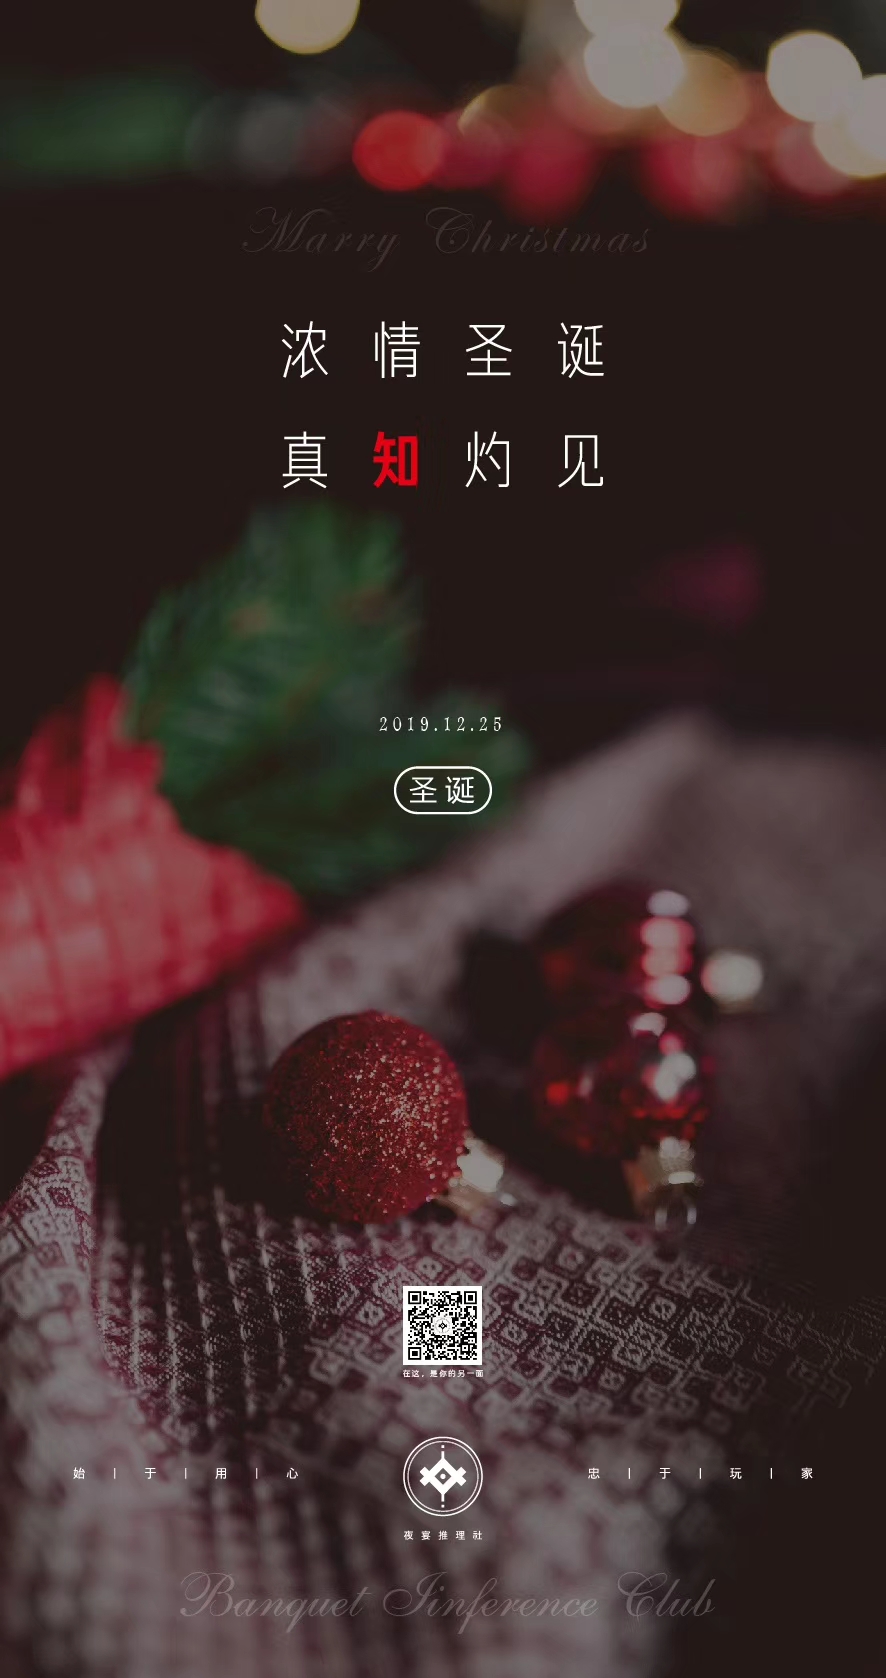 Marry Christmas
浓情圣诞
真知灼见
2019.12.25
圣诞
在这，是你的另一面
始 | 于 | 用 | 心
忠 | 于 | 玩 | 家
夜宴推理社
Banquet Iinference Club